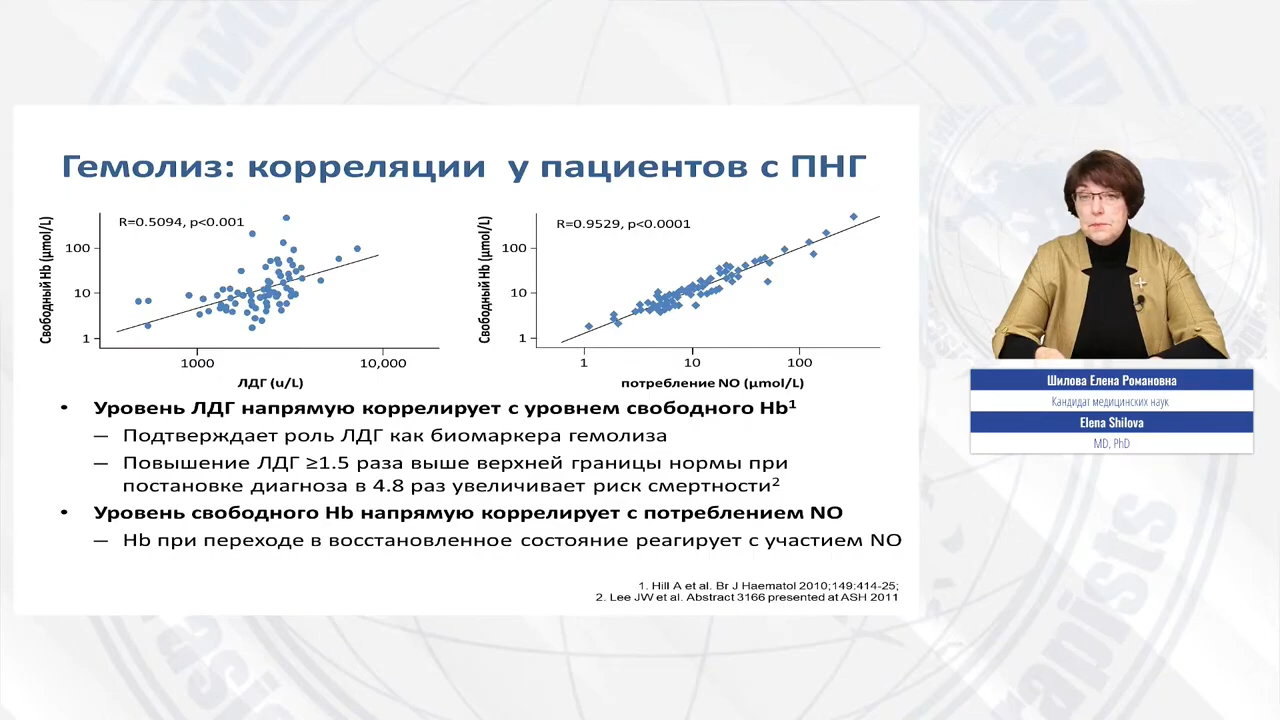 Гемолиз: корреляции у пациентов с ПНГ
Свободный Hb (µmol/L)
R=0.5094, p<0.001
100
10
1
1000
10,000
ЛДГ (u/L)
Свободный Hb (µmol/L)
R=0.9529, p<0.0001
100
10
1
1
10
100
потребление NO (µmol/L)
• Уровень ЛДГ напрямую коррелирует с уровнем свободного Hb¹
— Подтверждает роль ЛДГ как биомаркера гемолиза
— Повышение ЛДГ ≥1.5 раза выше верхней границы нормы при
постановке диагноза в 4.8 раз увеличивает риск смертности²
• Уровень свободного Hb напрямую коррелирует с потреблением NO
— Hb при переходе в восстановленное состояние реагирует с участием NO
1. Hill A et al. Br J Haematol 2010;149:414-25;
2. Lee JW et al. Abstract 3166 presented at ASH 2011
Шилова Елена Романовна
Кандидат медицинских наук
Elena Shilova
MD, PhD